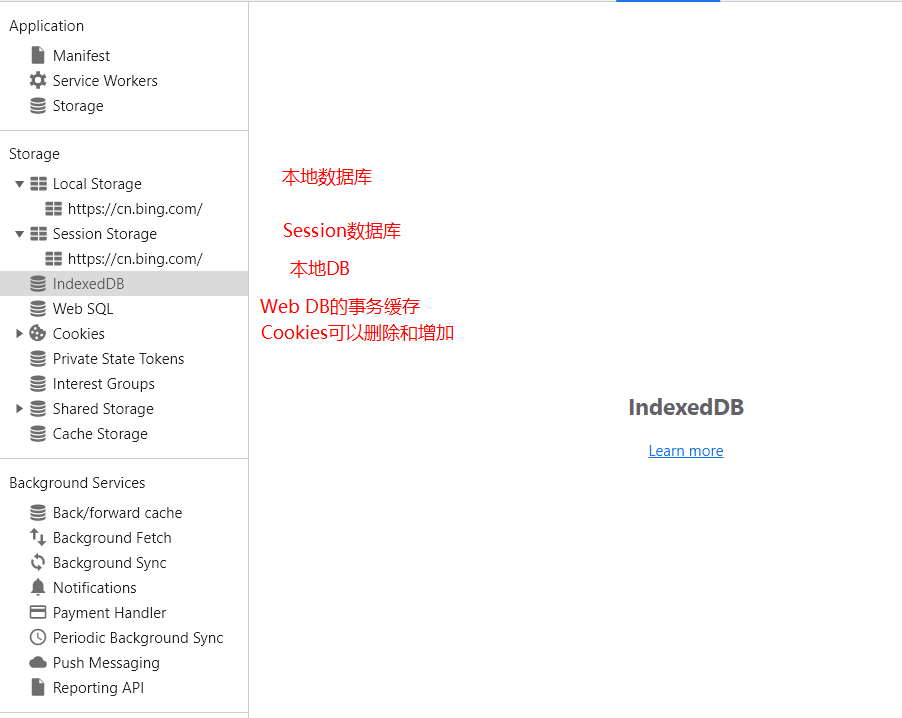 Application
Manifest
Service Workers
Storage
Storage
Local Storage
本地数据库
https://cn.bing.com/
Session Storage
Session数据库
https://cn.bing.com/
本地DB
IndexedDB
Web SQL
Web DB的事务缓存
Cookies
Cookies可以删除和增加
Private State Tokens
Interest Groups
Shared Storage
IndexedDB
Cache Storage
Learn more
Background Services
Back/forward cache
Background Fetch
Background Sync
Notifications
Payment Handler
Periodic Background Sync
Push Messaging
Reporting API